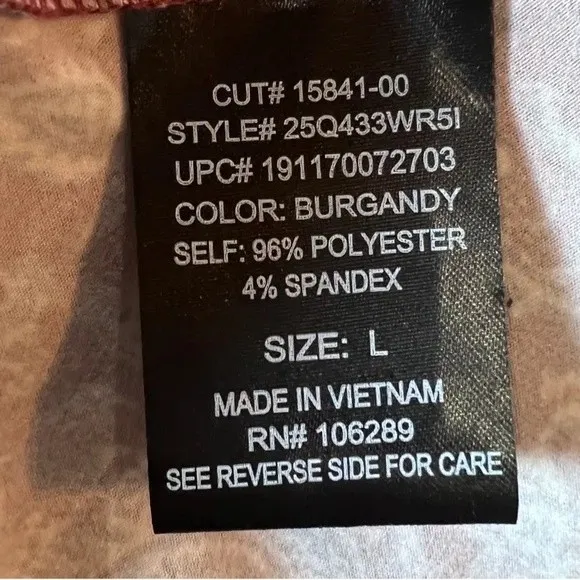 CUT# 15841-00
STYLE# 25Q433WR5I
UPC# 191170072703
COLOR: BURGANDY
SELF: 96% POLYESTER
4% SPANDEX
SIZE: L
MADE IN VIETNAM
RN# 106289
SEE REVERSE SIDE FOR CARE